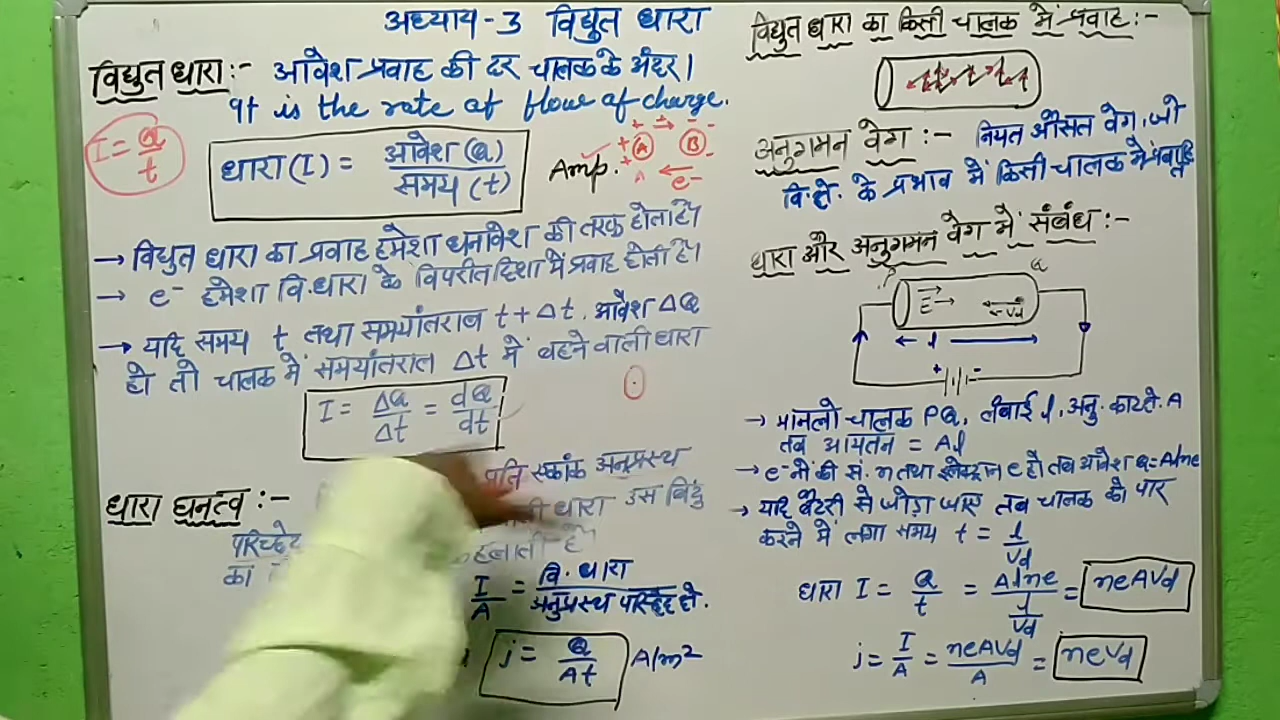 अध्याय-3 विद्युत धारा
विद्युत धारा:- आवेश प्रवाह की दर चालक के अंदर।
It is the rate of flow of charge.
I = Q/t
धारा (I) = आवेश (Q)/समय (t)
Amp.
+ + → - -
+ A B -
+ ← e-
→ विद्युत धारा का प्रवाह हमेशा धनावेश की तरफ होता है।
→ e- हमेशा वि.धारा के विपरीत दिशा में प्रवाह होती है।
→ यदि समय t तथा समयांतराल t + Δt, आवेश ΔQ
हो तो चालक में समयांतराल Δt में बहने वाली धारा
I = ΔQ/Δt = dQ/dt
धारा घनत्व:-
प्रति एकांक अनुप्रस्थ
परिच्छेद धारा उस बिंदु
का कहलाती है
I/A = वि. धारा/अनुप्रस्थ परिच्छेद क्षे.
j = Q/At A/m²
विद्युत धारा का किसी चालक में प्रवाह:-
अनुगमन वेग:- नियत औसत वेग, जो
वि.क्षे. के प्रभाव में किसी चालक में
धारा और अनुगमन वेग में संबंध:-
P Q
E Vd
← l →
+ -
→ मानलो चालक PQ, लंबाई l, अनु. काट क्षे. A
तब आयतन = Al
→ e- में की सं. n तथा इलेक्ट्रान e हो तब आवेश Q = Alne
→ यदि बैटरी से जोड़ा जाए तब चालक को पार
करने में लगा समय t = l/Vd
धारा I = Q/t = Alne/(l/Vd) = neAVd
j = I/A = neAVd/A = neVd